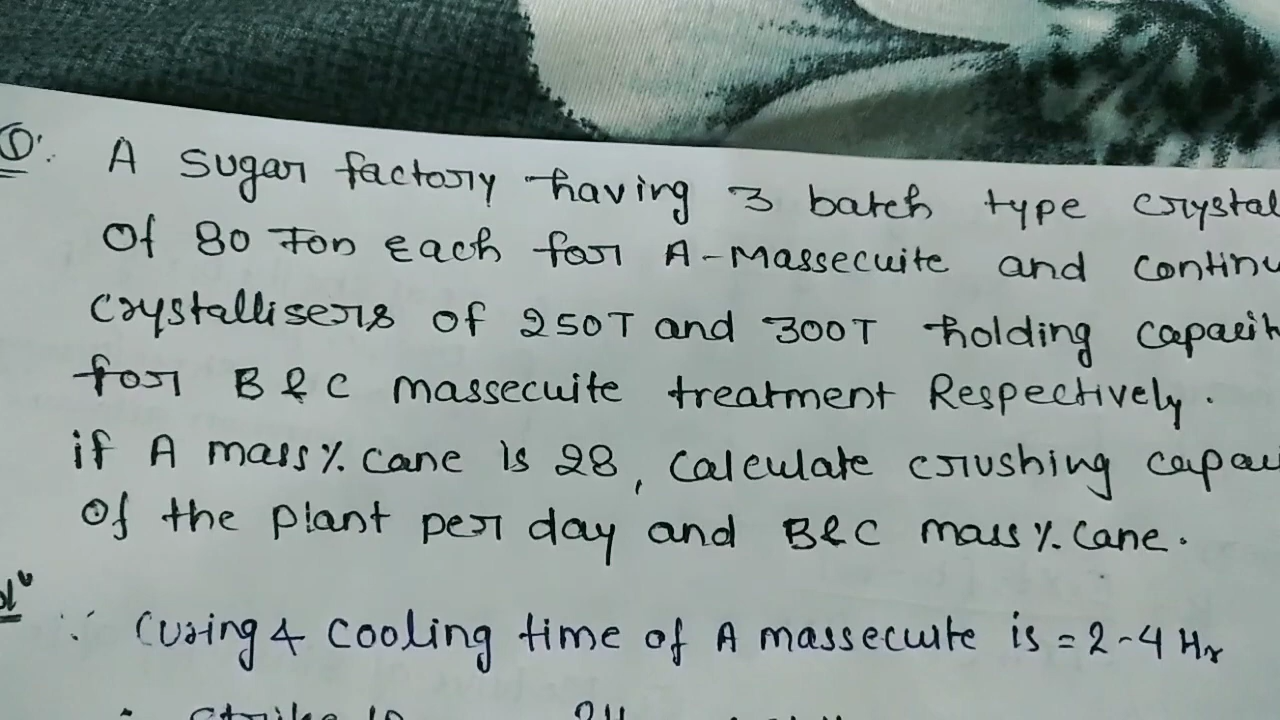 ①. A Sugar factory having 3 batch type crystal
Of 80 Ton Each for A-Massecuite and continu
Crystallisers of 250T and 300T holding capacit
for B & C massecuite treatment Respectively.
if A mass % cane is 28, Calculate crushing capac
Of the plant per day and B&C mass % Cane.
∵ Curing & Cooling time of A massecuite is = 2-4 Hr